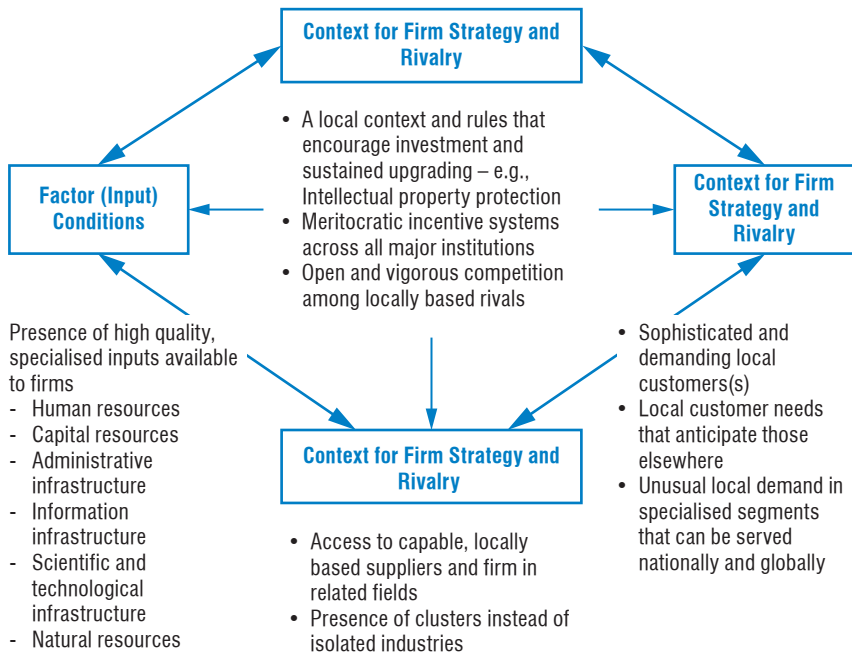 Context for Firm Strategy and
Rivalry
• A local context and rules that
encourage investment and
sustained upgrading – e.g.,
Intellectual property protection
• Meritocratic incentive systems
across all major institutions
• Open and vigorous competition
among locally based rivals
Factor (Input)
Conditions
Context for Firm
Strategy and
Rivalry
Presence of high quality,
specialised inputs available
to firms
- Human resources
- Capital resources
- Administrative
infrastructure
- Information
infrastructure
- Scientific and
technological
infrastructure
- Natural resources
Context for Firm Strategy and
Rivalry
• Access to capable, locally
based suppliers and firm in
related fields
• Presence of clusters instead of
isolated industries
• Sophisticated and
demanding local
customers(s)
• Local customer needs
that anticipate those
elsewhere
• Unusual local demand in
specialised segments
that can be served
nationally and globally